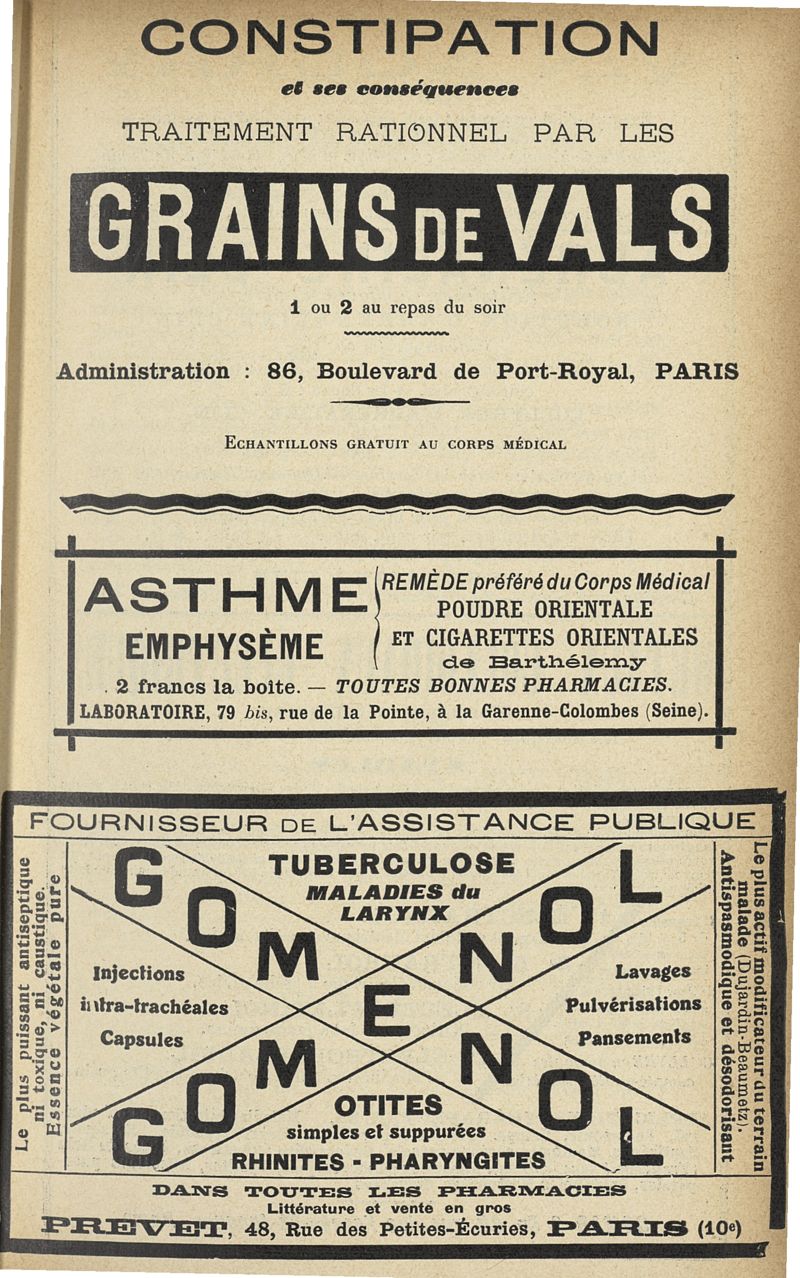 CONSTIPATION
et ses conséquences
TRAITEMENT RATIONNEL PAR LES
GRAINS DE VALS
1 ou 2 au repas du soir
Administration : 86, Boulevard de Port-Royal, PARIS
ECHANTILLONS GRATUIT AU CORPS MÉDICAL
ASTHME
EMPHYSÈME
REMÈDE préféré du Corps Médical
POUDRE ORIENTALE
ET CIGARETTES ORIENTALES
de Barthélemy
2 francs la boîte. — TOUTES BONNES PHARMACIES.
LABORATOIRE, 79 bis, rue de la Pointe, à la Garenne-Colombes (Seine).
FOURNISSEUR DE L'ASSISTANCE PUBLIQUE
Le plus puissant antiseptique
ni toxique, ni caustique.
Essence végétale pure
GOMENOL
GOMENOL
TUBERCULOSE
MALADIES du
LARYNX
Injections
intra-trachéales
Capsules
Lavages
Pulvérisations
Pansements
OTITES
simples et suppurées
RHINITES - PHARYNGITES
Le plus actif modificateur du terrain
malade (Dujardin-Beaumetz).
Antispasmodique et désodorisant
DANS TOUTES LES PHARMACIES
Littérature et vente en gros
PREVET, 48, Rue des Petites-Écuries, PARIS (10e)